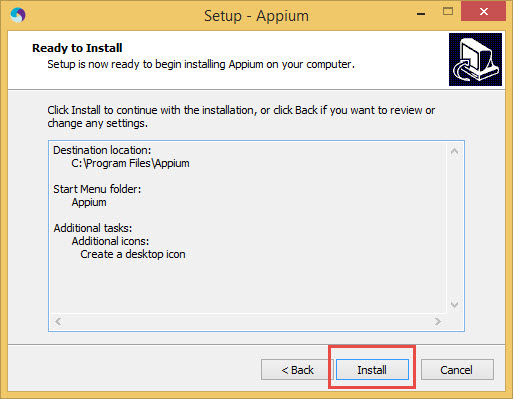 Setup - Appium
Ready to Install
Setup is now ready to begin installing Appium on your computer.
Click Install to continue with the installation, or click Back if you want to review or
change any settings.
Destination location:
C:\Program Files\Appium
Start Menu folder:
Appium
Additional tasks:
Additional icons:
Create a desktop icon
< Back
Install
Cancel